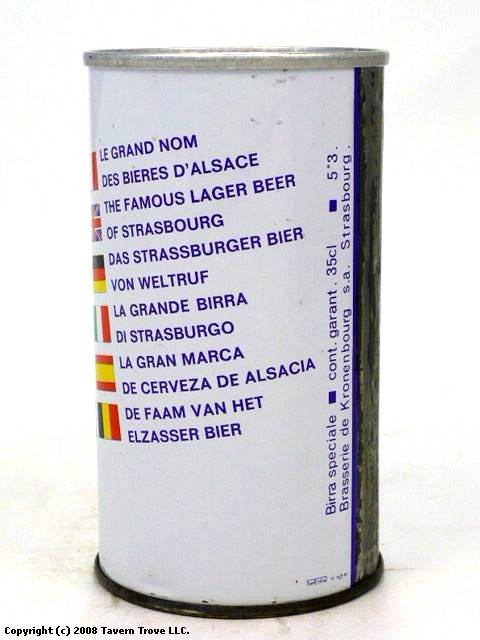 LE GRAND NOM
DES BIERES D'ALSACE
THE FAMOUS LAGER BEER
OF STRASBOURG
DAS STRASSBURGER BIER
VON WELTRUF
LA GRANDE BIRRA
DI STRASBURGO
LA GRAN MARCA
DE CERVEZA DE ALSACIA
DE FAAM VAN HET
ELZASSER BIER
Birra speciale ■ cont. garant. 35cl ■ 5°3.
Brasserie de Kronenbourg s.a. Strasbourg.
Copyright (c) 2008 Tavern Trove LLC.